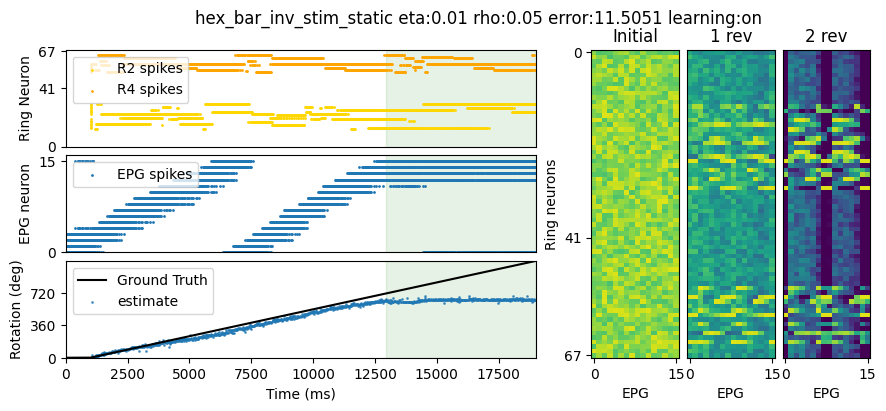 hex_bar_inv_stim_static eta:0.01 rho:0.05 error:11.5051 learning:on
Ring Neuron
67
41
0
R2 spikes
R4 spikes
EPG neuron
15
0
EPG spikes
Rotation (deg)
720
360
0
Ground Truth
estimate
0 2500 5000 7500 10000 12500 15000 17500
Time (ms)
Initial 1 rev 2 rev
Ring neurons
0
41
67
0 15 0 15 0 15
EPG EPG EPG